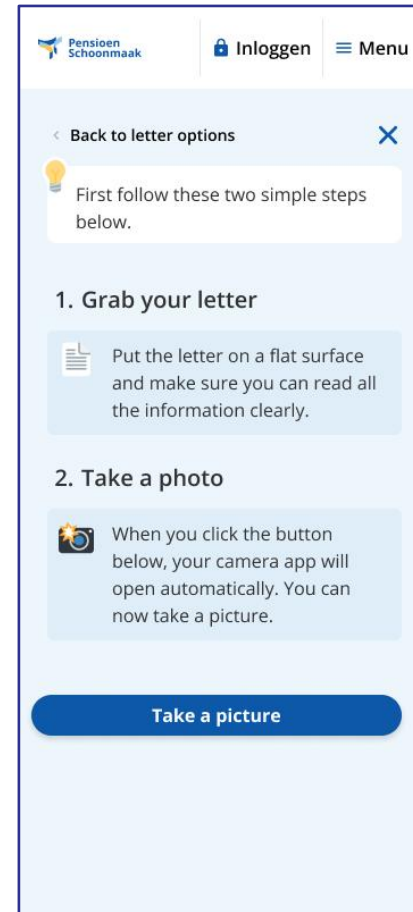 Pensioen
Schoonmaak
Inloggen
Menu
Back to letter options
First follow these two simple steps
below.
1. Grab your letter
Put the letter on a flat surface
and make sure you can read all
the information clearly.
2. Take a photo
When you click the button
below, your camera app will
open automatically. You can
now take a picture.
Take a picture